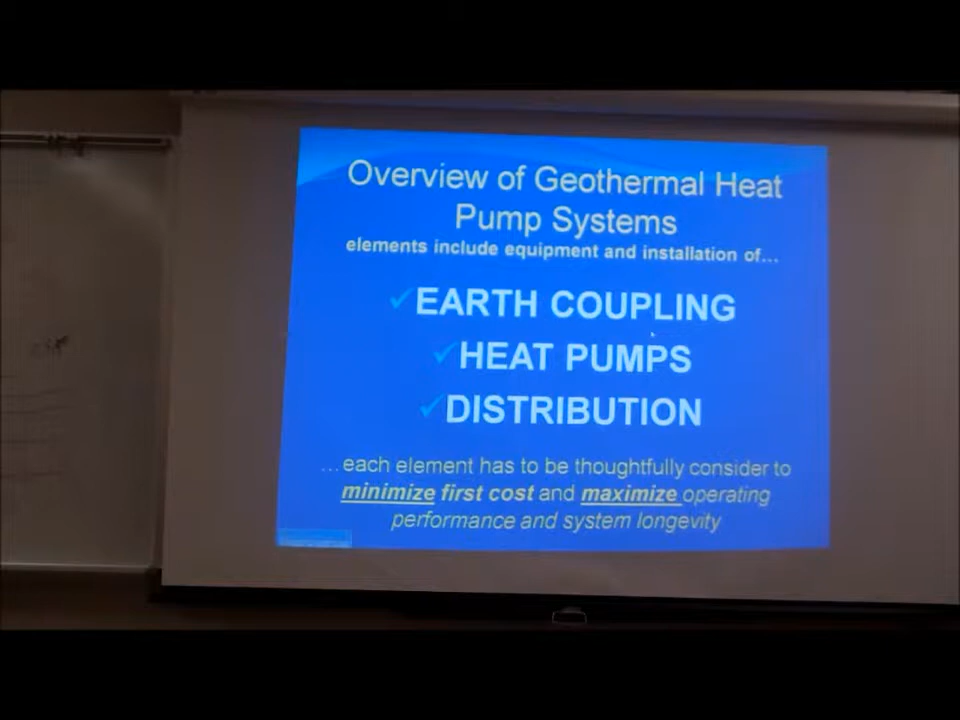 Overview of Geothermal Heat
Pump Systems
elements include equipment and installation of...
✓EARTH COUPLING
✓HEAT PUMPS
✓DISTRIBUTION
...each element has to be thoughtfully consider to
minimize first cost and maximize operating
performance and system longevity